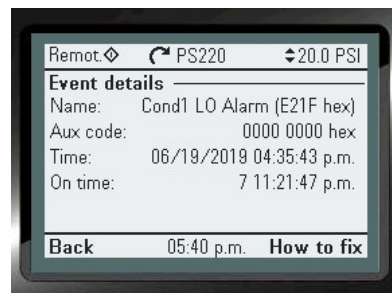 Remot. PS220 20.0 PSI
Event details
Name: Cond1 LO Alarm (E21F hex)
Aux code: 0000 0000 hex
Time: 06/19/2019 04:35:43 p.m.
On time: 7 11:21:47 p.m.
Back 05:40 p.m. How to fix